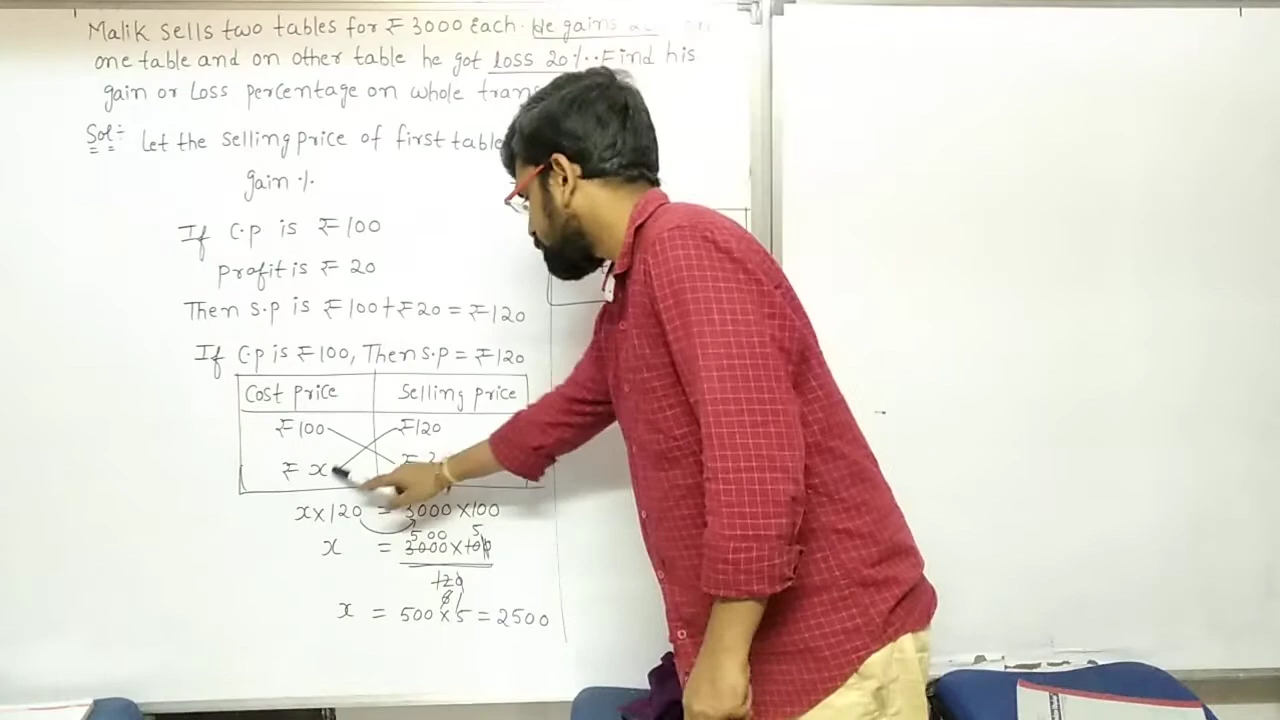 Malik sells two tables for ₹ 3000 Each. He gains
one table and on other table he got loss 20%. Find his
gain or Loss percentage on whole
Sol:- Let the selling price of first table
gain %.
If C.p is ₹ 100
profit is ₹ 20
Then S.p is ₹ 100 + ₹ 20 = ₹ 120
If C.p is ₹ 100, Then S.p = ₹ 120
Cost price Selling price
₹ 100 ₹ 120
₹ x ₹
x × 120 = 3000 × 100
500 5
x = 3000 × 100
120
6
x = 500 × 5 = 2500